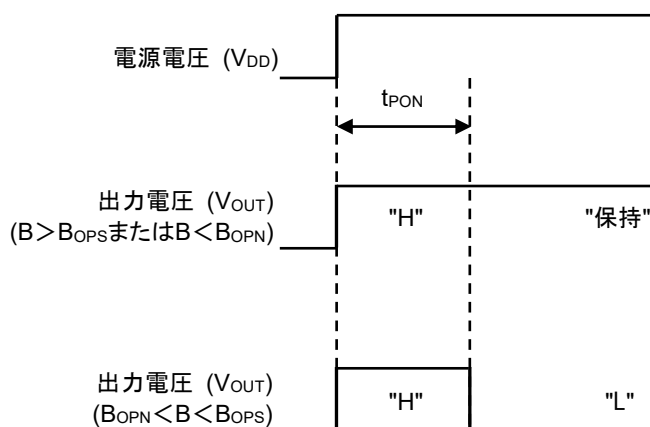 電源電圧 (VDD)
tPON
出力電圧 (VOUT)
(B＞BOPSまたはB＜BOPN)
"H"
"保持"
出力電圧 (VOUT)
(BOPN＜B＜BOPS)
"H"
"L"